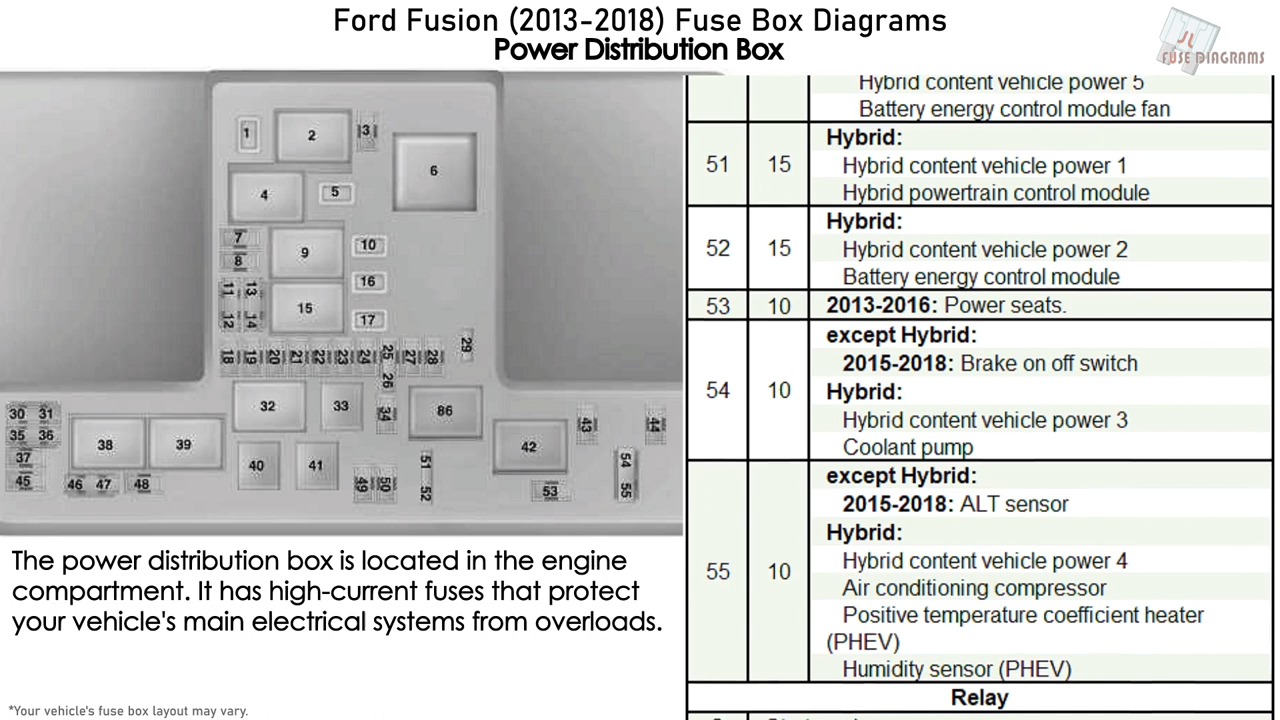 Ford Fusion (2013-2018) Fuse Box Diagrams
Power Distribution Box
JL
FUSE DIAGRAMS
1
2
3
4
5
6
7
8
9
10
11
13
12
14
15
16
17
18 19 20 21 22 23 24 25 27 28 29
26
30 31
35 36
37
45
32
33
34
86
38
39
40
41
42
43
44
46 47 48
49 50
51
52
53
54
55
Hybrid content vehicle power 5
Battery energy control module fan
51 15 Hybrid:
Hybrid content vehicle power 1
Hybrid powertrain control module
52 15 Hybrid:
Hybrid content vehicle power 2
Battery energy control module
53 10 2013-2016: Power seats.
54 10 except Hybrid:
2015-2018: Brake on off switch
Hybrid:
Hybrid content vehicle power 3
Coolant pump
55 10 except Hybrid:
2015-2018: ALT sensor
Hybrid:
Hybrid content vehicle power 4
Air conditioning compressor
Positive temperature coefficient heater
(PHEV)
Humidity sensor (PHEV)
Relay
The power distribution box is located in the engine
compartment. It has high-current fuses that protect
your vehicle's main electrical systems from overloads.
*Your vehicle's fuse box layout may vary.